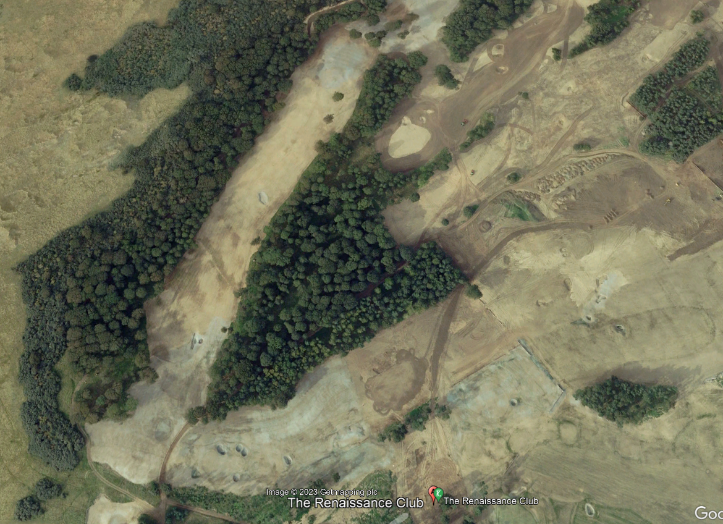 Image © 2023 Getmapping plc
The Renaissance Club
The Renaissance Club
Goo